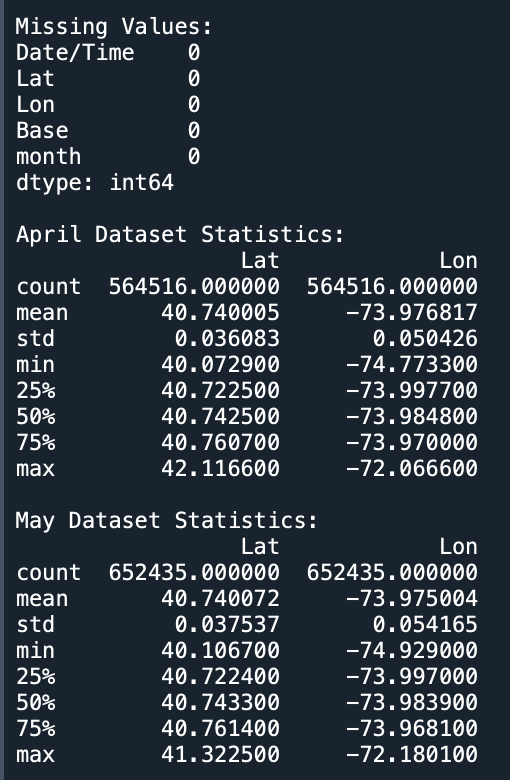 Missing Values:
Date/Time    0
Lat          0
Lon          0
Base         0
month        0
dtype: int64

April Dataset Statistics:
                 Lat            Lon
count  564516.000000  564516.000000
mean       40.740005     -73.976817
std         0.036083       0.050426
min        40.072900     -74.773300
25%        40.722500     -73.997700
50%        40.742500     -73.984800
75%        40.760700     -73.970000
max        42.116600     -72.066600

May Dataset Statistics:
                 Lat            Lon
count  652435.000000  652435.000000
mean       40.740072     -73.975004
std         0.037537       0.054165
min        40.106700     -74.929000
25%        40.722400     -73.997000
50%        40.743300     -73.983900
75%        40.761400     -73.968100
max        41.322500     -72.180100